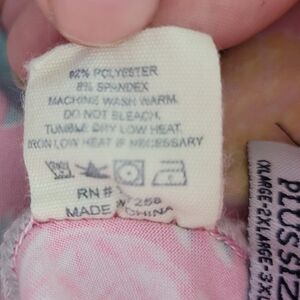 92% POLYESTER
8% SPANDEX
MACHINE WASH WARM.
DO NOT BLEACH.
TUMBLE DRY LOW HEAT.
IRON LOW HEAT IF NECESSARY
RN#
MADE CHINA
PLUS SIZ